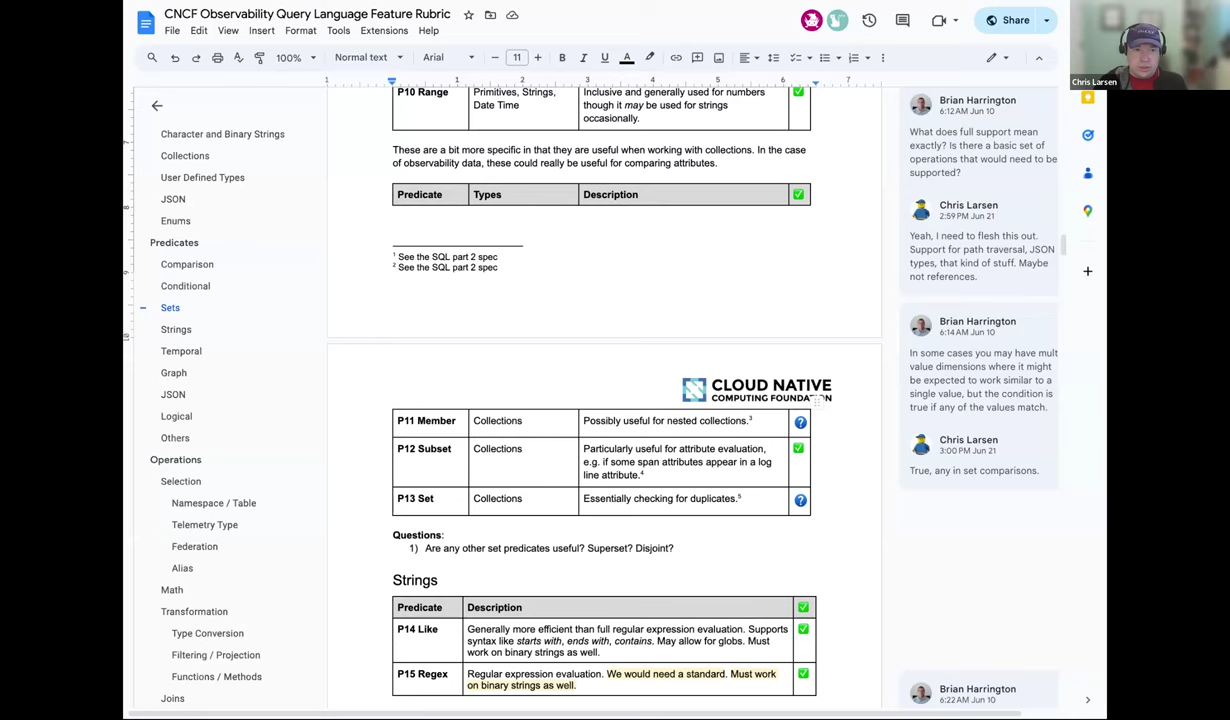 CNCF Observability Query Language Feature Rubric
File Edit View Insert Format Tools Extensions Help
Share
100%
Normal text
Arial
11
Chris Larsen
1 1 2 3 4 5 6 7
Character and Binary Strings
Collections
User Defined Types
JSON
Enums
Predicates
Comparison
Conditional
Sets
Strings
Temporal
Graph
JSON
Logical
Others
Operations
Selection
Namespace / Table
Telemetry Type
Federation
Alias
Math
Transformation
Type Conversion
Filtering / Projection
Functions / Methods
Joins
P10 Range Primitives, Strings, Date Time Inclusive and generally used for numbers
though it may be used for strings
occasionally.
These are a bit more specific in that they are useful when working with collections. In the case
of observability data, these could really be useful for comparing attributes.
Predicate Types Description ✅
1 See the SQL part 2 spec
2 See the SQL part 2 spec
CLOUD NATIVE
COMPUTING FOUNDATION
P11 Member Collections Possibly useful for nested collections.3
P12 Subset Collections Particularly useful for attribute evaluation,
e.g. if some span attributes appear in a log
line attribute.4
P13 Set Collections Essentially checking for duplicates.5
Questions:
1) Are any other set predicates useful? Superset? Disjoint?
Strings
Predicate Description ✅
P14 Like Generally more efficient than full regular expression evaluation. Supports
syntax like starts with, ends with, contains. May allow for globs. Must
work on binary strings as well.
P15 Regex Regular expression evaluation. We would need a standard. Must work
on binary strings as well.
Brian Harrington
6:12 AM Jun 10
What does full support mean
exactly? Is there a basic set of
operations that would need to be
supported?
Chris Larsen
2:59 PM Jun 21
Yeah, I need to flesh this out.
Support for path traversal, JSON
types, that kind of stuff. Maybe
not references.
Brian Harrington
6:14 AM Jun 10
In some cases you may have mult
value dimensions where it might
be expected to work similar to a
single value, but the condition is
true if any of the values match.
Chris Larsen
3:00 PM Jun 21
True, any in set comparisons.
Brian Harrington
6:22 AM Jun 10